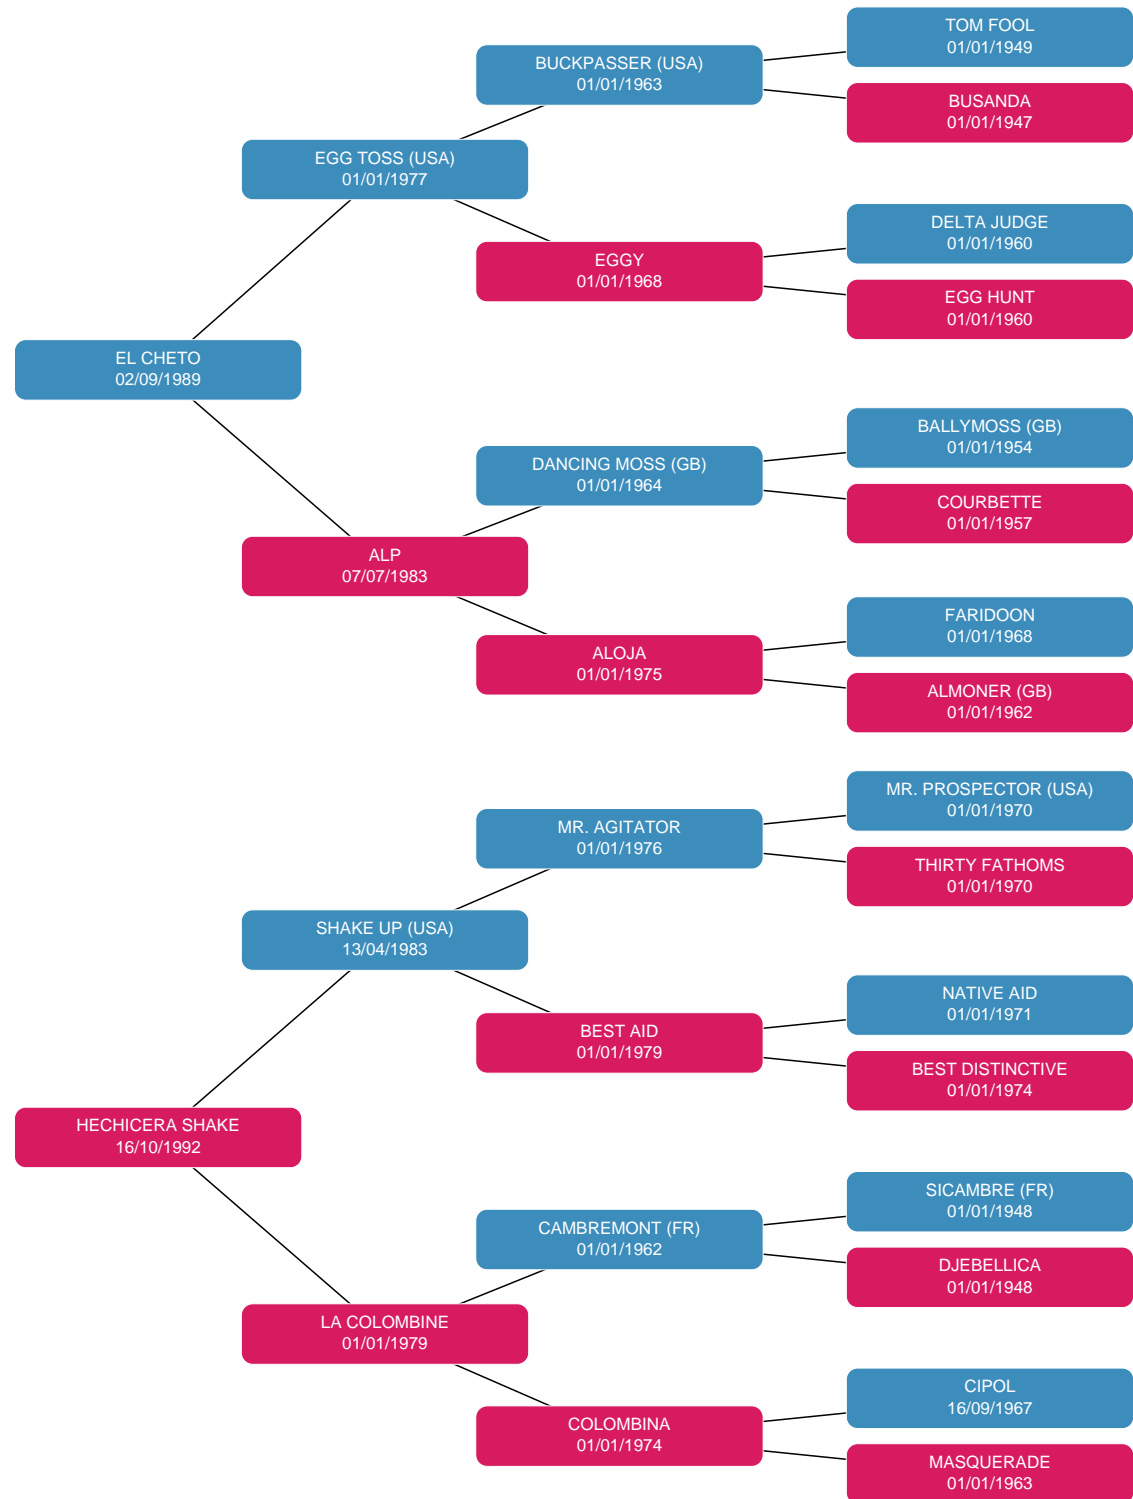 TOM FOOL
01/01/1949
BUCKPASSER (USA)
01/01/1963
BUSANDA
01/01/1947
EGG TOSS (USA)
01/01/1977
DELTA JUDGE
01/01/1960
EGGY
01/01/1968
EGG HUNT
01/01/1960
EL CHETO
02/09/1989
BALLYMOSS (GB)
01/01/1954
DANCING MOSS (GB)
01/01/1964
COURBETTE
01/01/1957
ALP
07/07/1983
FARIDOON
01/01/1968
ALOJA
01/01/1975
ALMONER (GB)
01/01/1962
MR. PROSPECTOR (USA)
01/01/1970
MR. AGITATOR
01/01/1976
THIRTY FATHOMS
01/01/1970
SHAKE UP (USA)
13/04/1983
NATIVE AID
01/01/1971
BEST AID
01/01/1979
BEST DISTINCTIVE
01/01/1974
HECHICERA SHAKE
16/10/1992
SICAMBRE (FR)
01/01/1948
CAMBREMONT (FR)
01/01/1962
DJEBELLICA
01/01/1948
LA COLOMBINE
01/01/1979
CIPOL
16/09/1967
COLOMBINA
01/01/1974
MASQUERADE
01/01/1963